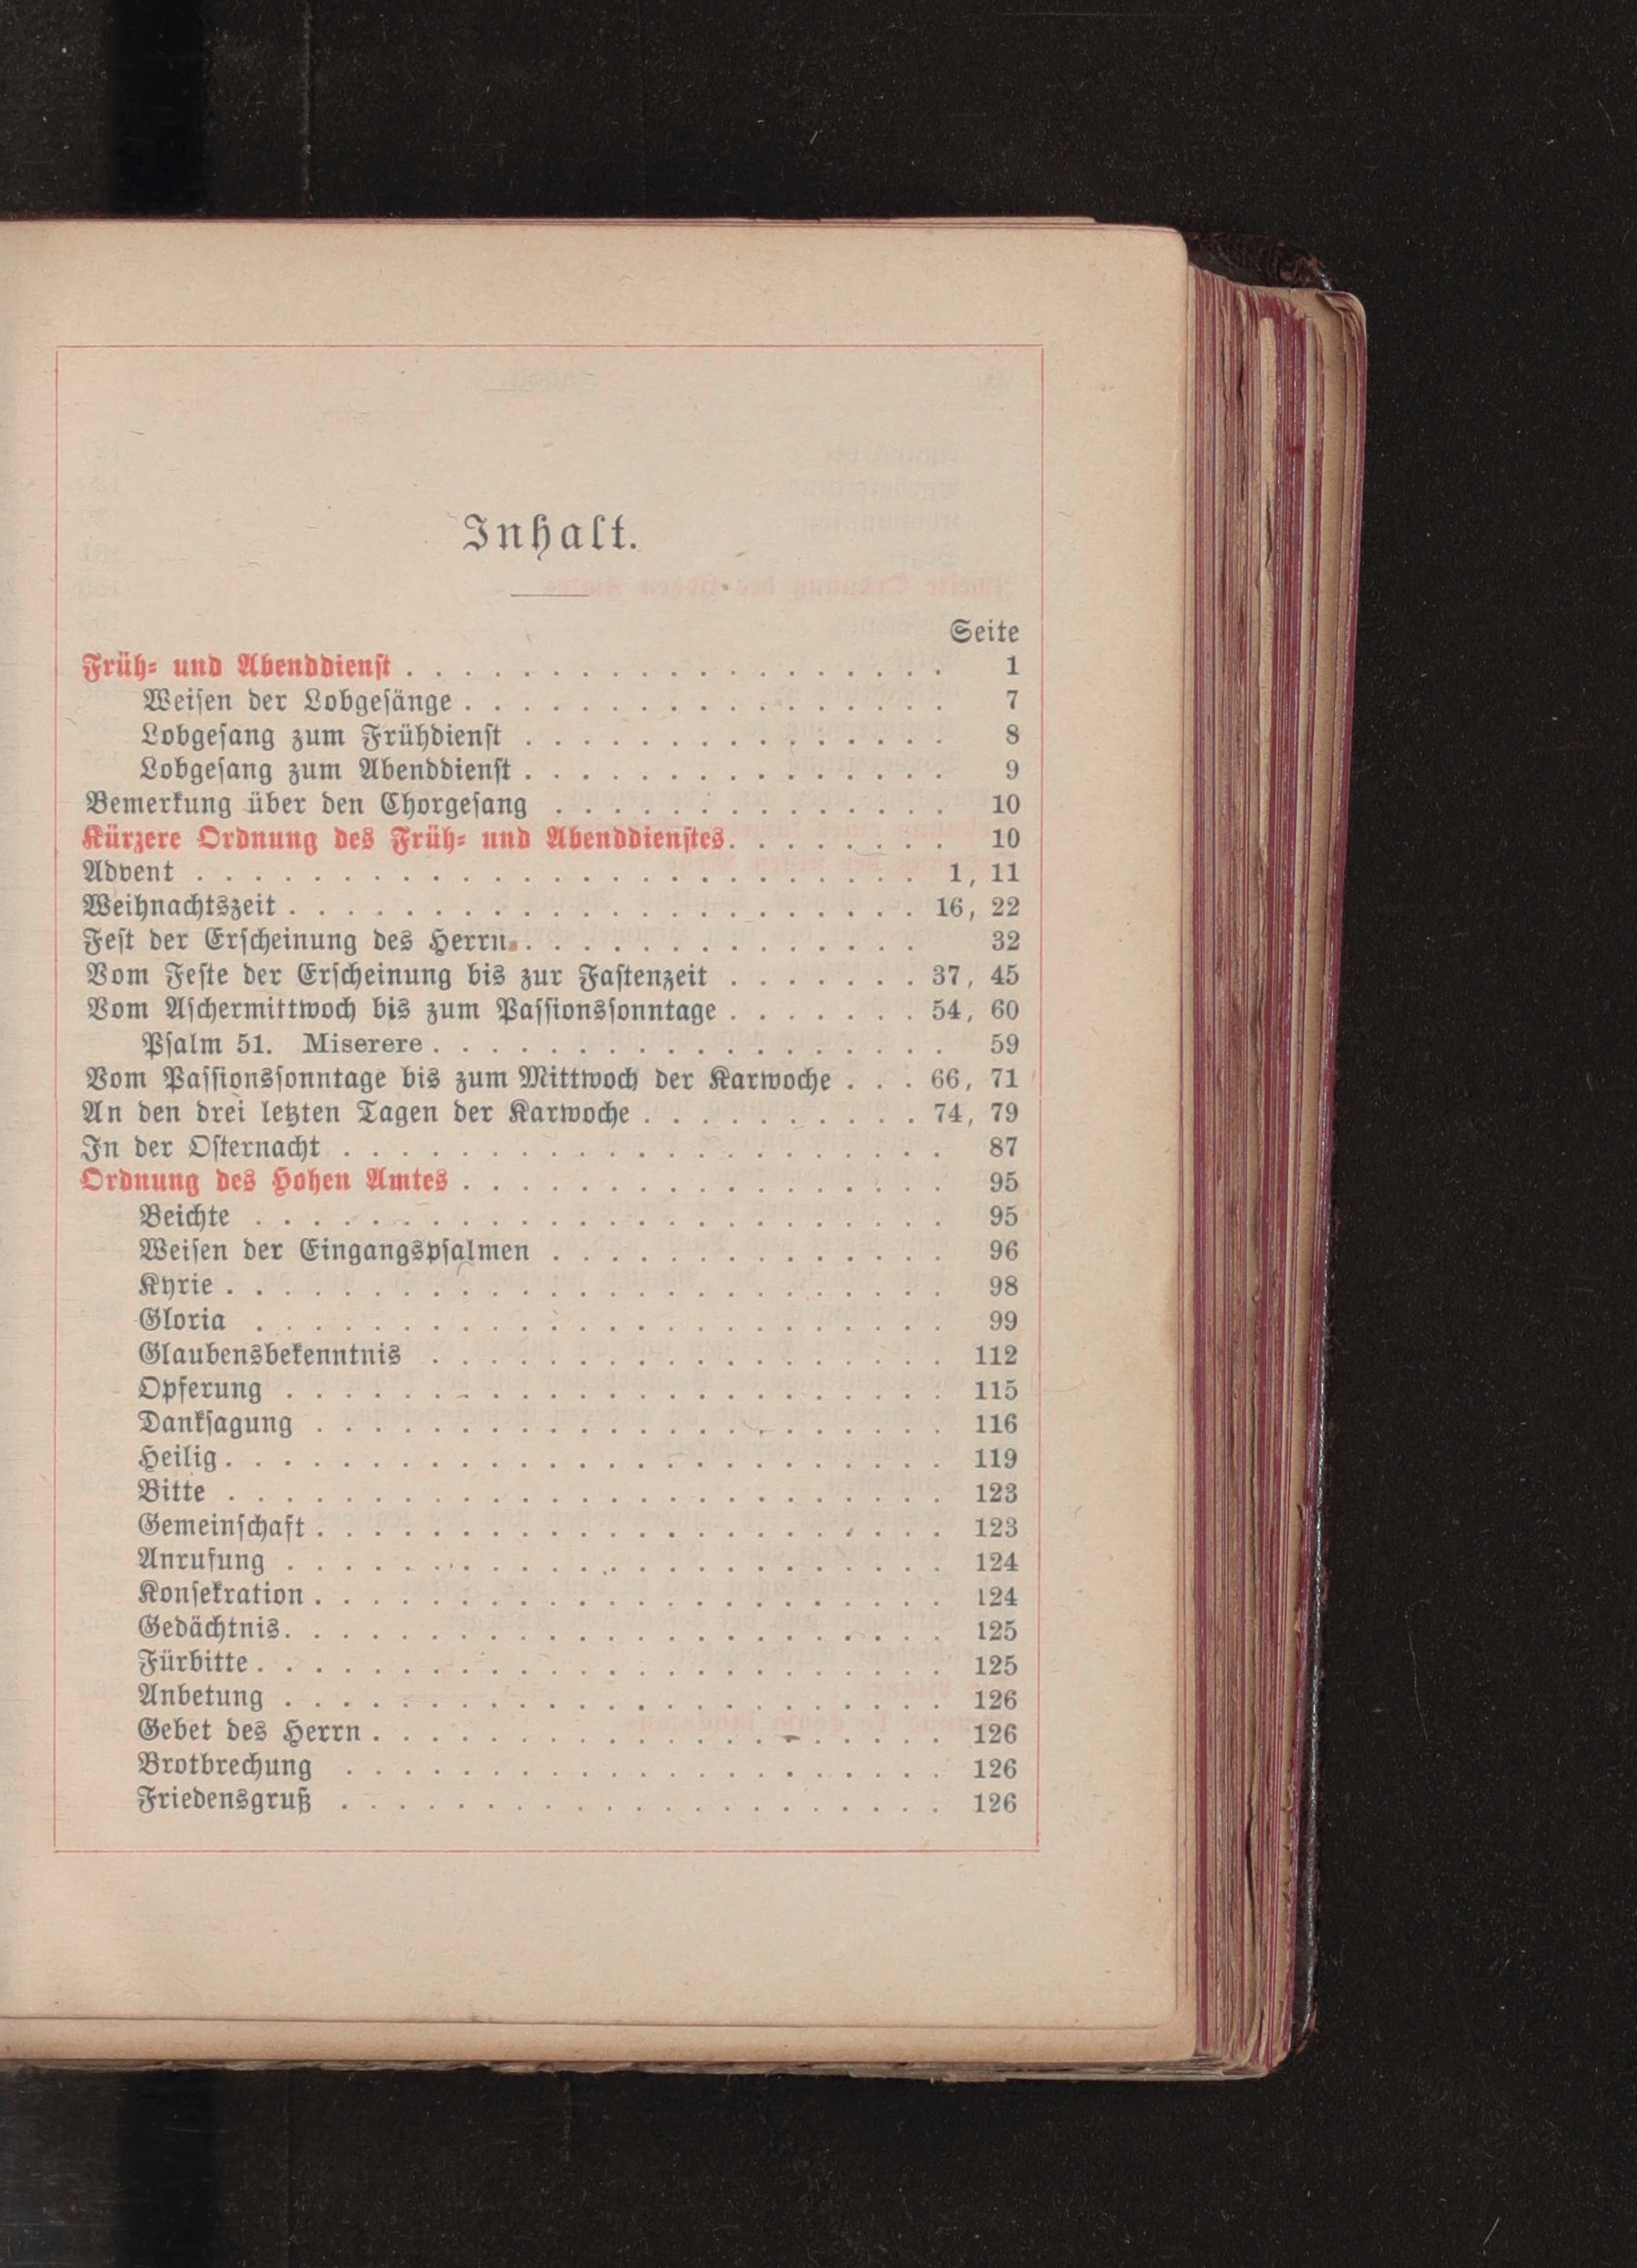 Inhalt.
Seite
Früh- und Abenddienst . . . . . . . . . . . . . . . . . . . 1
Weisen der Lobgesänge . . . . . . . . . . . . . . . . . 7
Lobgesang zum Frühdienst . . . . . . . . . . . . . . . 8
Lobgesang zum Abenddienst . . . . . . . . . . . . . . . 9
Bemerkung über den Chorgesang . . . . . . . . . . . . . . 10
Kürzere Ordnung des Früh- und Abenddienstes. . . . . . . . 10
Advent . . . . . . . . . . . . . . . . . . . . . . . . . 1, 11
Weihnachtszeit . . . . . . . . . . . . . . . . . . . . . . 16, 22
Fest der Erscheinung des Herrn. . . . . . . . . . . . . . . 32
Vom Feste der Erscheinung bis zur Fastenzeit . . . . . . . 37, 45
Vom Aschermittwoch bis zum Passionssonntage . . . . . . . 54, 60
Psalm 51. Miserere . . . . . . . . . . . . . . . . . . 59
Vom Passionssonntage bis zum Mittwoch der Karwoche . . . 66, 71
An den drei letzten Tagen der Karwoche . . . . . . . . . . 74, 79
In der Osternacht . . . . . . . . . . . . . . . . . . . . . 87
Ordnung des Hohen Amtes . . . . . . . . . . . . . . . . . 95
Beichte . . . . . . . . . . . . . . . . . . . . . . . . 95
Weisen der Eingangspsalmen . . . . . . . . . . . . . . 96
Kyrie . . . . . . . . . . . . . . . . . . . . . . . . . 98
Gloria . . . . . . . . . . . . . . . . . . . . . . . . 99
Glaubensbekenntnis . . . . . . . . . . . . . . . . . . 112
Opferung . . . . . . . . . . . . . . . . . . . . . . . 115
Danksagung . . . . . . . . . . . . . . . . . . . . . . 116
Heilig . . . . . . . . . . . . . . . . . . . . . . . . . 119
Bitte . . . . . . . . . . . . . . . . . . . . . . . . . 123
Gemeinschaft . . . . . . . . . . . . . . . . . . . . . . 123
Anrufung . . . . . . . . . . . . . . . . . . . . . . . 124
Konsekration . . . . . . . . . . . . . . . . . . . . . . 124
Gedächtnis. . . . . . . . . . . . . . . . . . . . . . . 125
Fürbitte . . . . . . . . . . . . . . . . . . . . . . . . 125
Anbetung . . . . . . . . . . . . . . . . . . . . . . . 126
Gebet des Herrn . . . . . . . . . . . . . . . . . . . . 126
Brotbrechung . . . . . . . . . . . . . . . . . . . . . 126
Friedensgruß . . . . . . . . . . . . . . . . . . . . . 126